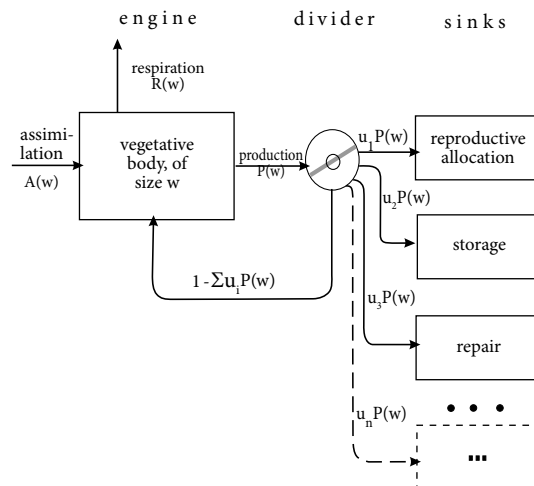 engine divider sinks
respiration
R(w)
assimi-
lation
A(w)
vegetative
body, of
size w
production
P(w)
u₁P(w)
reproductive
allocation
u₂P(w)
storage
1 - ΣuᵢP(w)
u₃P(w)
repair
• • •
uₙP(w)
...